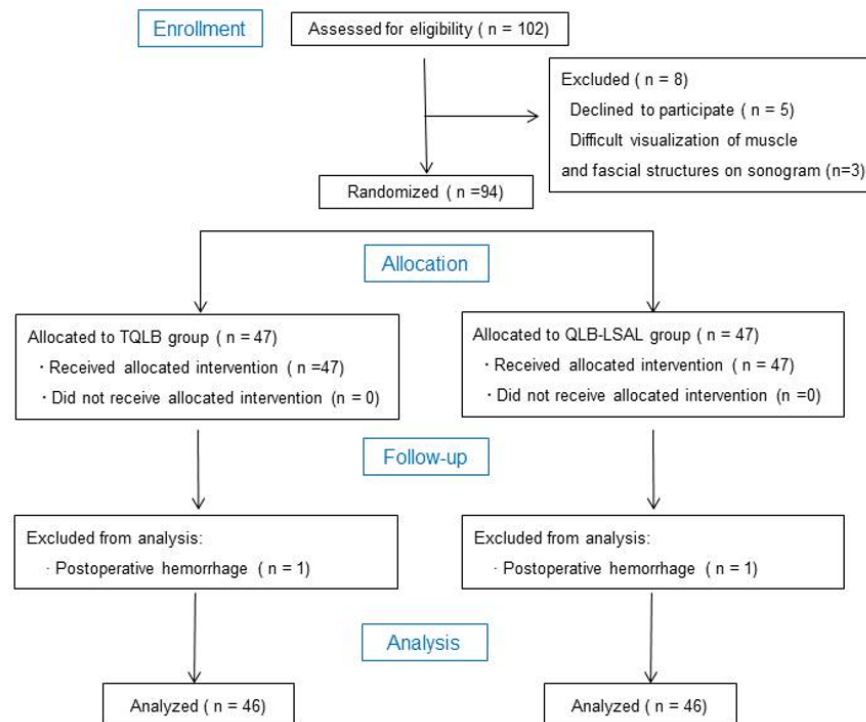 Enrollment
Assessed for eligibility ( n = 102)
Excluded ( n = 8)
Declined to participate ( n = 5)
Difficult visualization of muscle
and fascial structures on sonogram (n=3)
Randomized ( n =94)
Allocation
Allocated to TQLB group ( n = 47)
· Received allocated intervention ( n =47)
· Did not receive allocated intervention (n = 0)
Allocated to QLB-LSAL group ( n = 47)
· Received allocated intervention ( n = 47)
· Did not receive allocated intervention (n =0)
Follow-up
Excluded from analysis:
· Postoperative hemorrhage ( n = 1)
Excluded from analysis:
· Postoperative hemorrhage ( n = 1)
Analysis
Analyzed ( n = 46)
Analyzed ( n = 46)